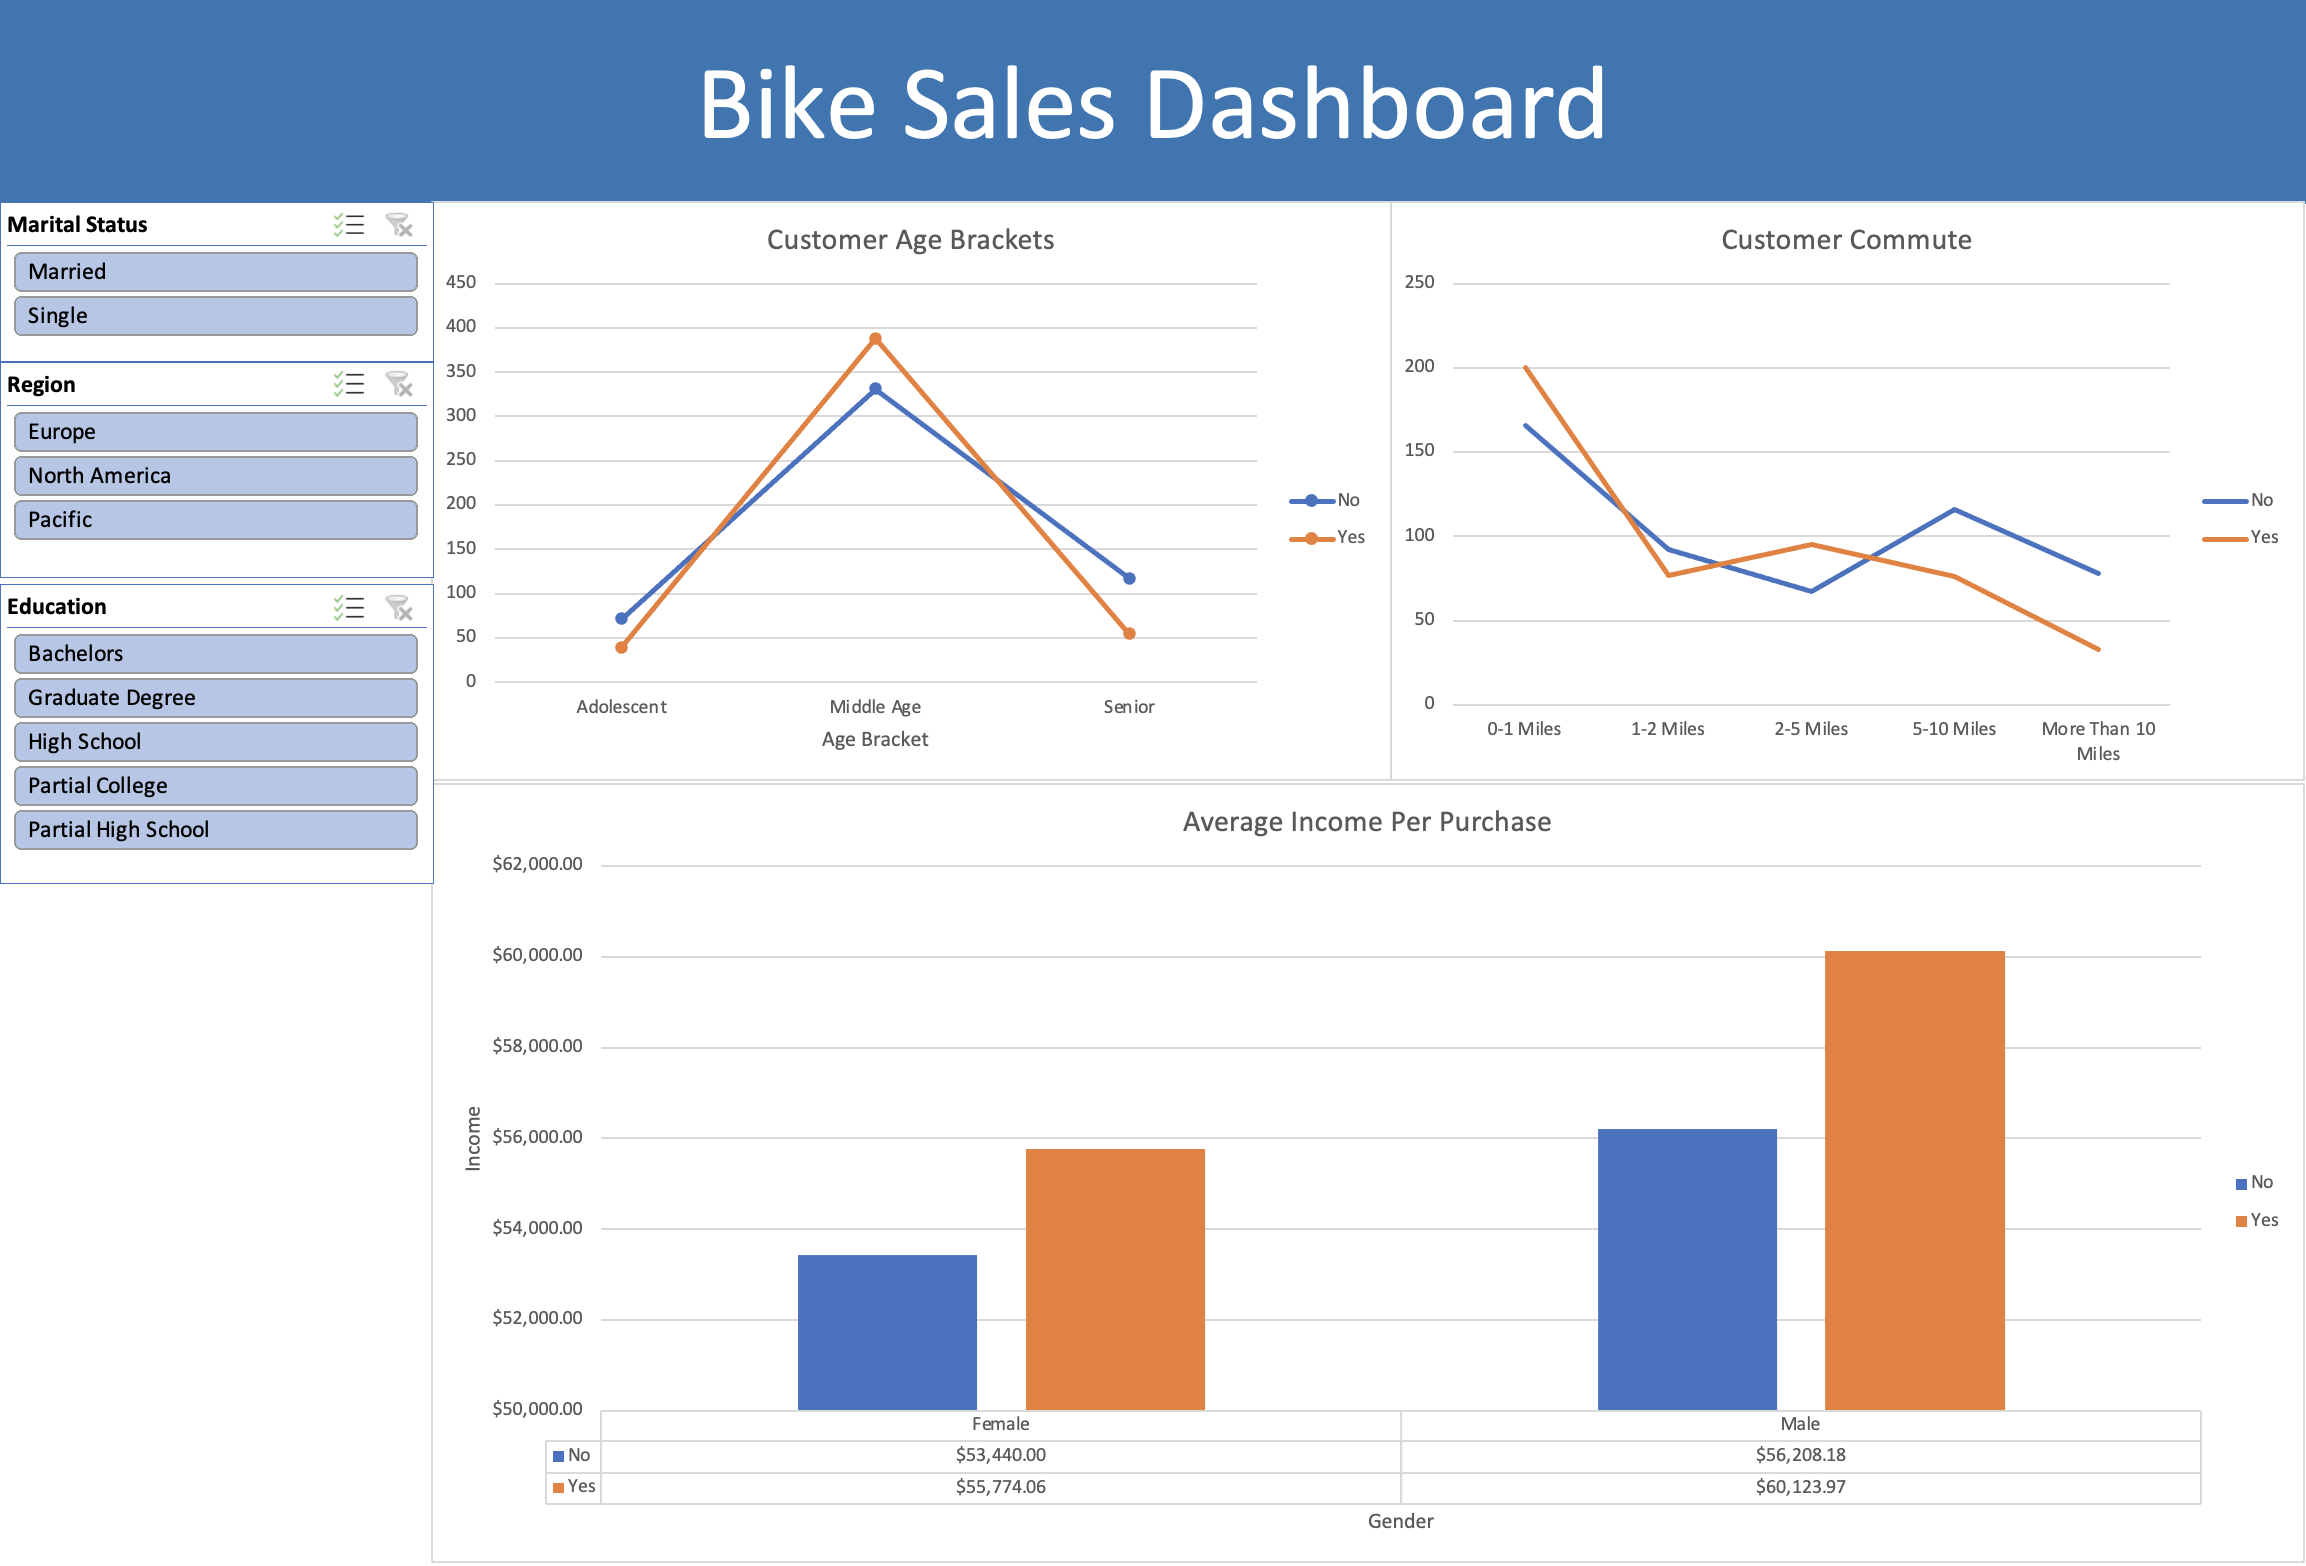 Bike Sales Dashboard
Marital Status
Married
Single
Region
Europe
North America
Pacific
Education
Bachelors
Graduate Degree
High School
Partial College
Partial High School
Customer Age Brackets
450
400
350
300
250
200
150
100
50
0
Adolescent Middle Age Senior
Age Bracket
No
Yes
Customer Commute
250
200
150
100
50
0
0-1 Miles 1-2 Miles 2-5 Miles 5-10 Miles More Than 10
Miles
No
Yes
Average Income Per Purchase
$62,000.00
$60,000.00
$58,000.00
$56,000.00
$54,000.00
$52,000.00
$50,000.00
Income
Female Male
No $53,440.00 $56,208.18
Yes $55,774.06 $60,123.97
Gender
No
Yes